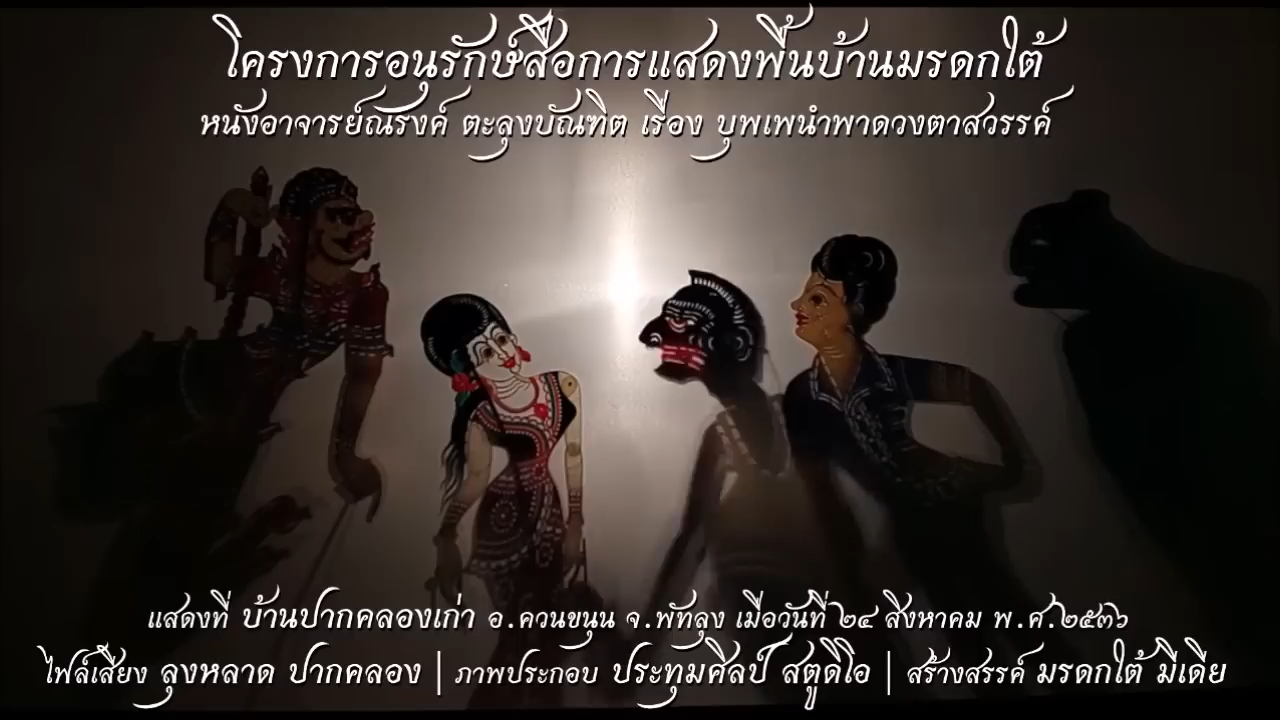 โครงการอนุรักษ์สื่อการแสดงพื้นบ้านมรดกใต้
หนังอาจารย์ณรงค์ ตะลุงบัณฑิต เรื่อง บุพเพนำพาดวงตาสวรรค์
แสดงที่ บ้านปากคลองเก่า อ.ควนขนุน จ.พัทลุง เมื่อวันที่ ๒๔ สิงหาคม พ.ศ.๒๕๓๖
ไฟล์เสียง ลุงหลาด ปากคลอง | ภาพประกอบ ประทุมศิลป์ สตูดิโอ | สร้างสรรค์ มรดกใต้ มีเดีย